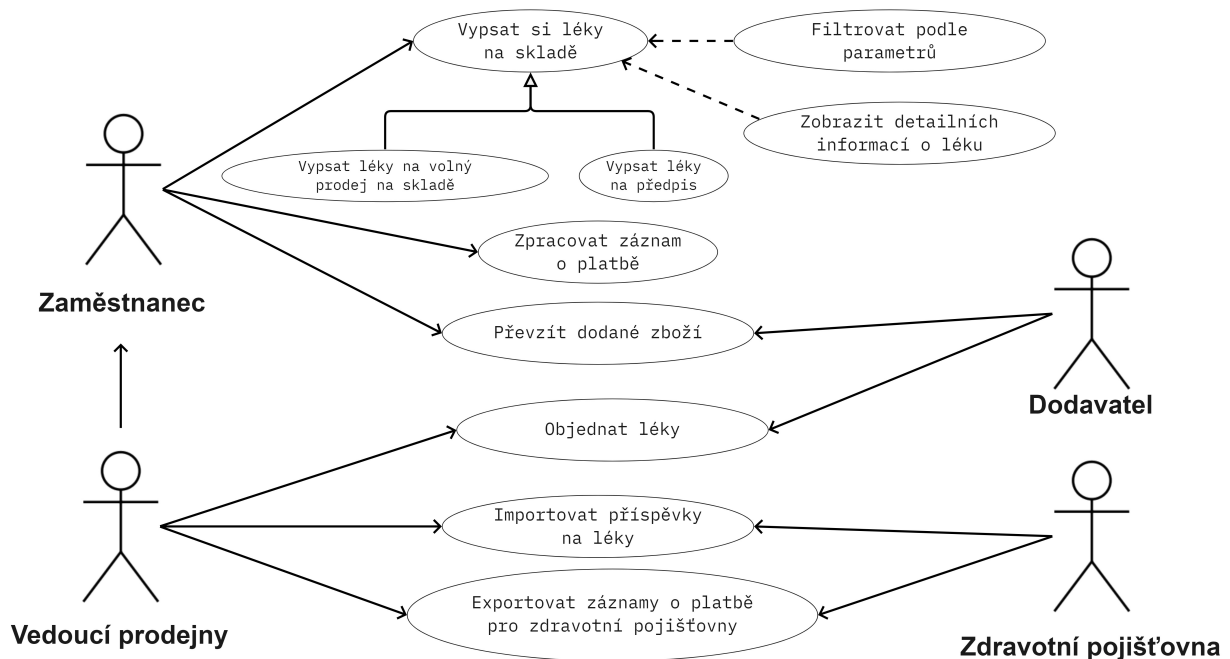 Vypsat si léky
na skladě
Filtrovat podle
parametrů
Zobrazit detailních
informací o léku
Vypsat léky na volný
prodej na skladě
Vypsat léky
na předpis
Zpracovat záznam
o platbě
Zaměstnanec
Převzít dodané zboží
Dodavatel
Objednat léky
Importovat příspěvky
na léky
Exportovat záznamy o platbě
pro zdravotní pojišťovny
Vedoucí prodejny
Zdravotní pojišťovna